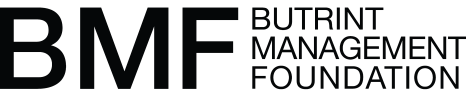 BMF
BUTRINT
MANAGEMENT
FOUNDATION